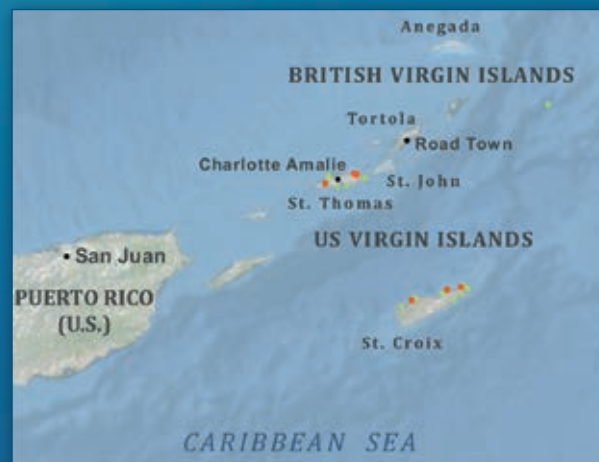 Anegada
BRITISH VIRGIN ISLANDS
Tortola
Road Town
Charlotte Amalie
St. John
St. Thomas
US VIRGIN ISLANDS
San Juan
PUERTO RICO
(U.S.)
St. Croix
CARIBBEAN SEA